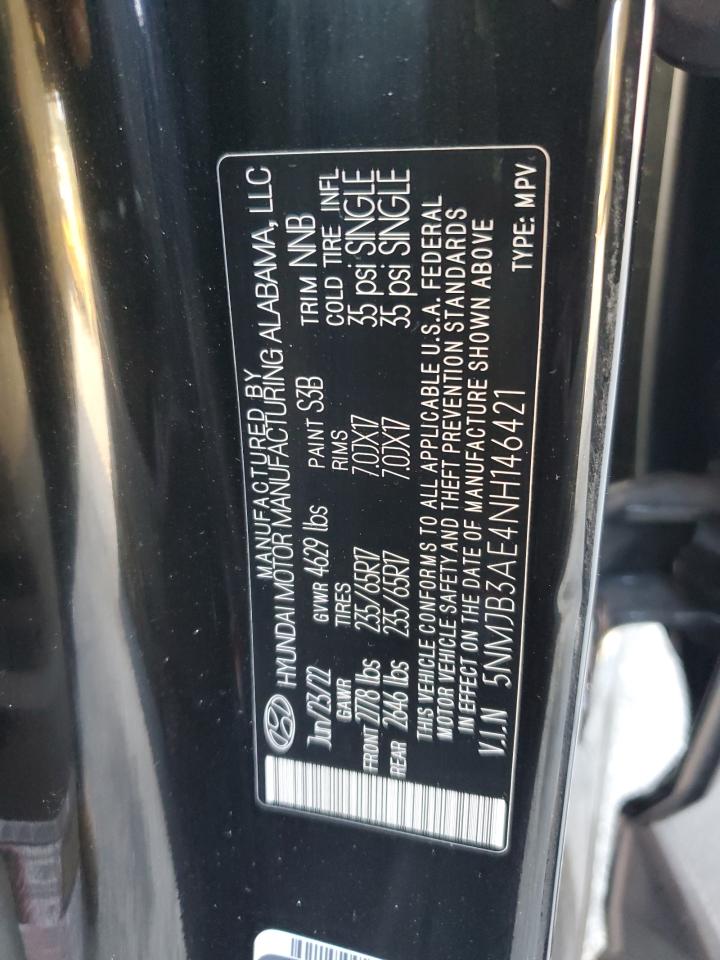 MANUFACTURED BY
HYUNDAI MOTOR MANUFACTURING ALABAMA, LLC
Jun/23/22 GVWR 4629 lbs PAINT S3B TRIM NNB
GAWR TIRES RIMS COLD TIRE INFL
FRONT 2778 lbs 235/65R17 7.0JX17 35 psi SINGLE
REAR 2646 lbs 235/65R17 7.0JX17 35 psi SINGLE
THIS VEHICLE CONFORMS TO ALL APPLICABLE U.S.A. FEDERAL
MOTOR VEHICLE SAFETY AND THEFT PREVENTION STANDARDS
IN EFFECT ON THE DATE OF MANUFACTURE SHOWN ABOVE
V.I.N 5NMJB3AE4NH146421 TYPE: MPV